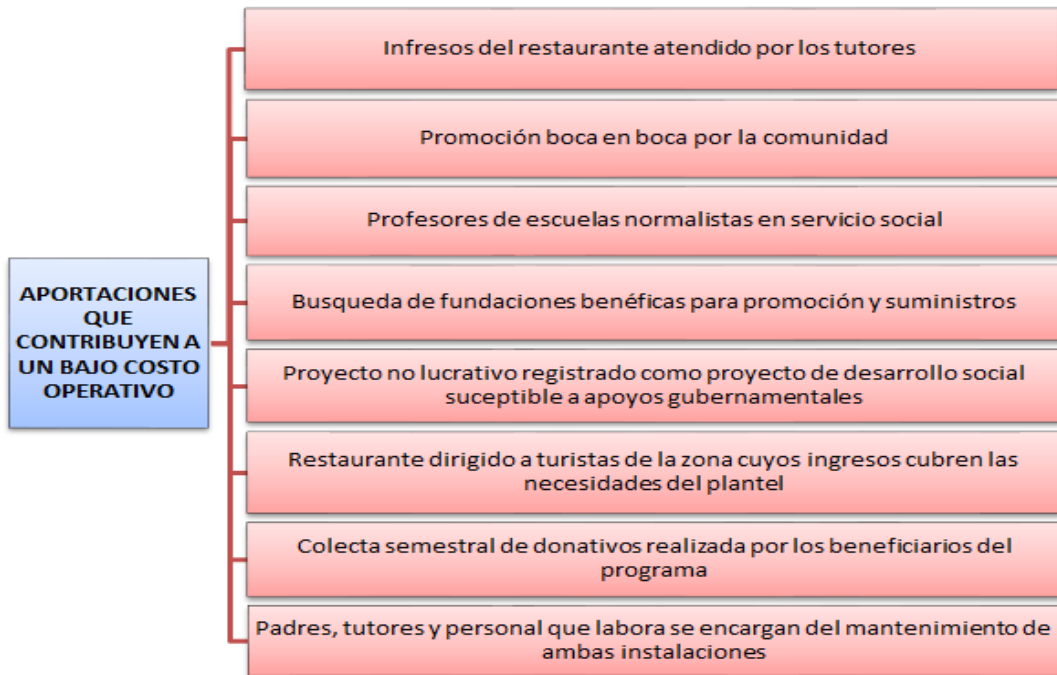 Infresos del restaurante atendido por los tutores
Promoción boca en boca por la comunidad
Profesores de escuelas normalistas en servicio social
APORTACIONES
QUE
CONTRIBUYEN A
UN BAJO COSTO
OPERATIVO
Busqueda de fundaciones benéficas para promoción y suministros
Proyecto no lucrativo registrado como proyecto de desarrollo social
suceptible a apoyos gubernamentales
Restaurante dirigido a turistas de la zona cuyos ingresos cubren las
necesidades del plantel
Colecta semestral de donativos realizada por los beneficiarios del
programa
Padres, tutores y personal que labora se encargan del mantenimiento de
ambas instalaciones